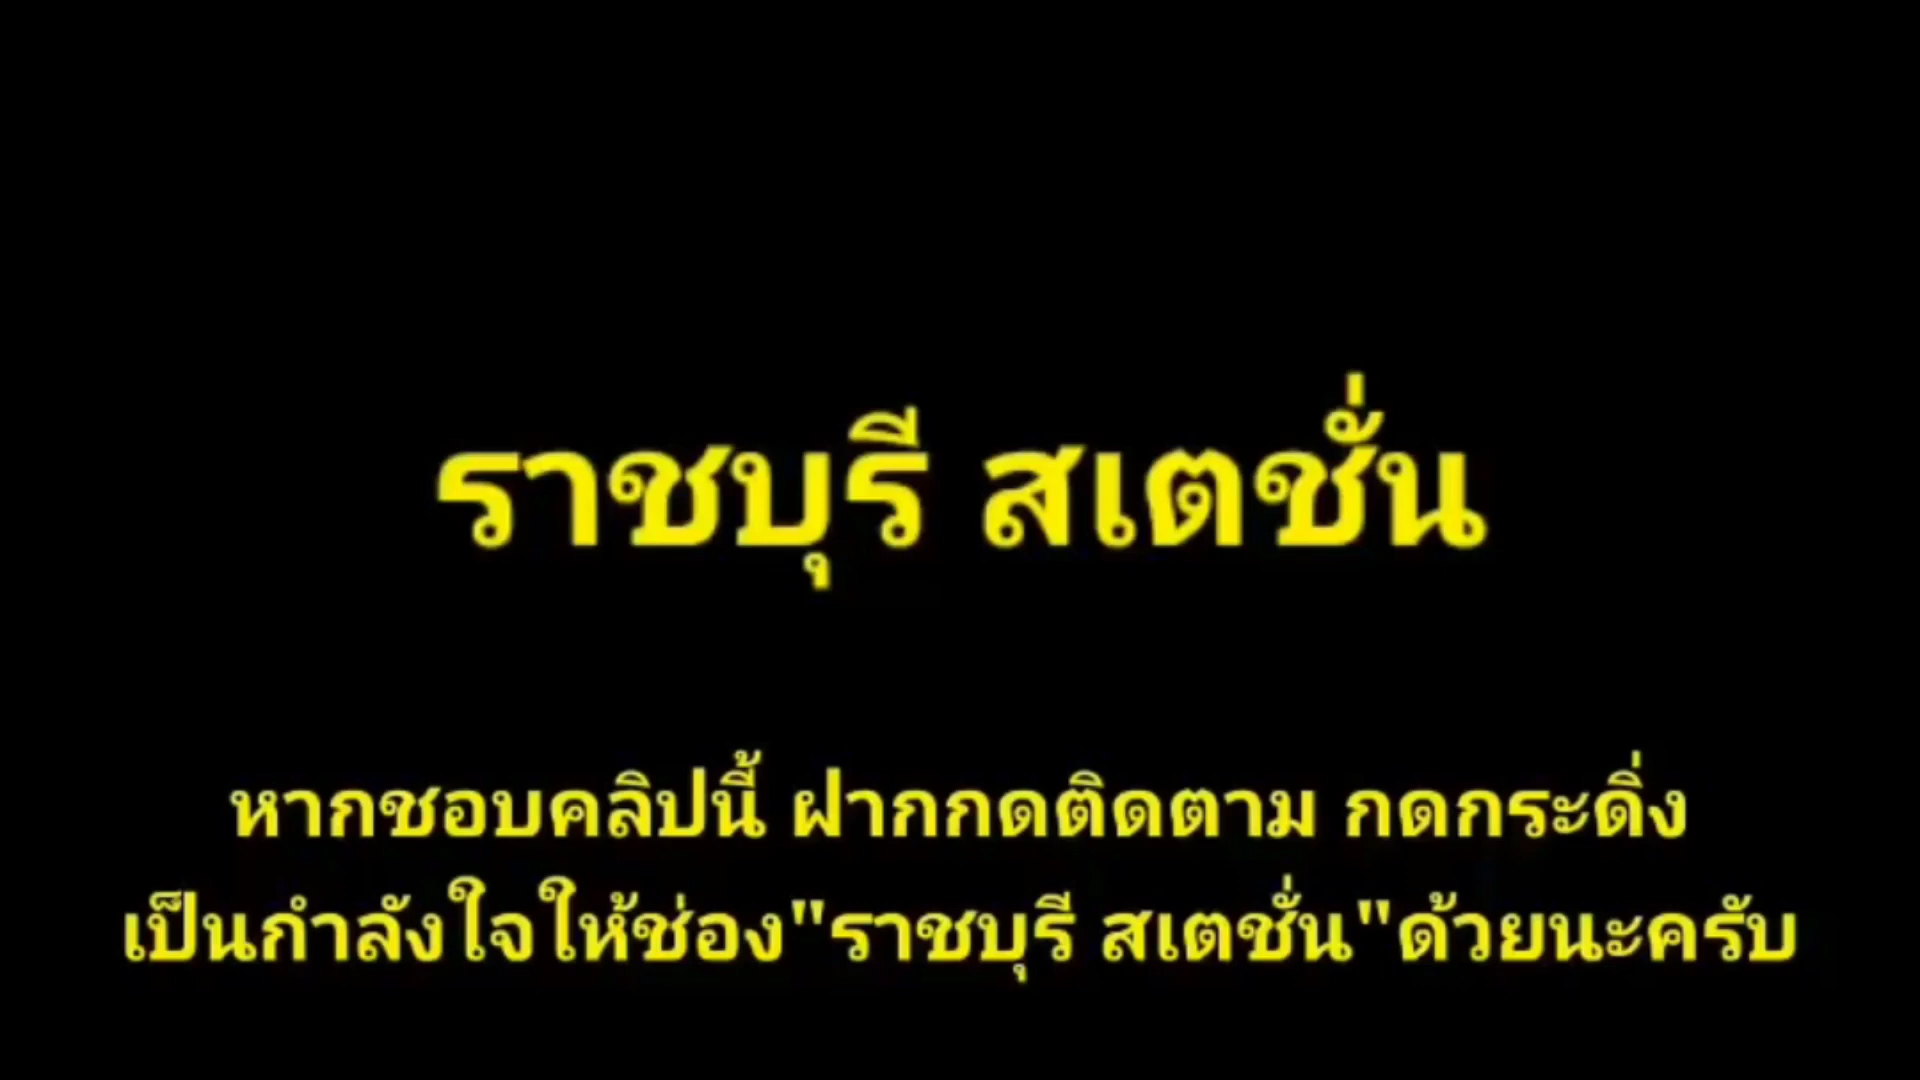 ราชบุรี สเตชั่น
หากชอบคลิปนี้ ฝากกดติดตาม กดกระดิ่ง
เป็นกำลังใจให้ช่อง"ราชบุรี สเตชั่น"ด้วยนะครับ